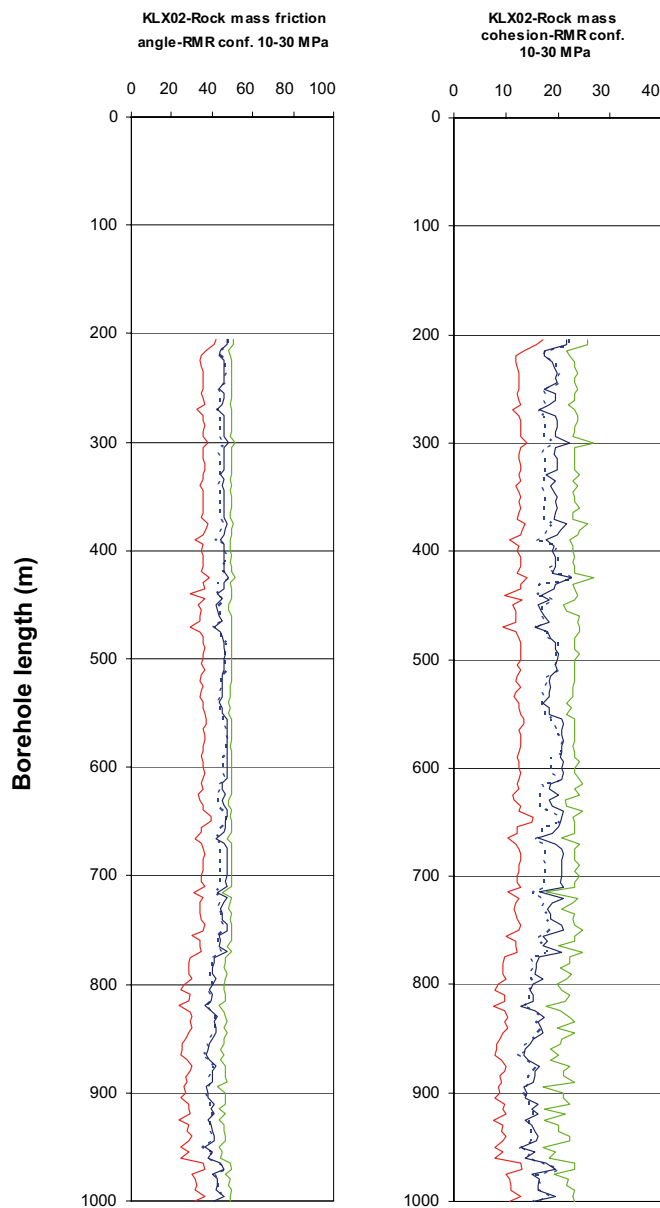 KLX02-Rock mass friction
angle-RMR conf. 10-30 MPa
0 20 40 60 80 100
0
100
200
300
400
500
600
700
800
900
1000
Borehole length (m)
KLX02-Rock mass
cohesion-RMR conf.
10-30 MPa
0 10 20 30 40
0
100
200
300
400
500
600
700
800
900
1000